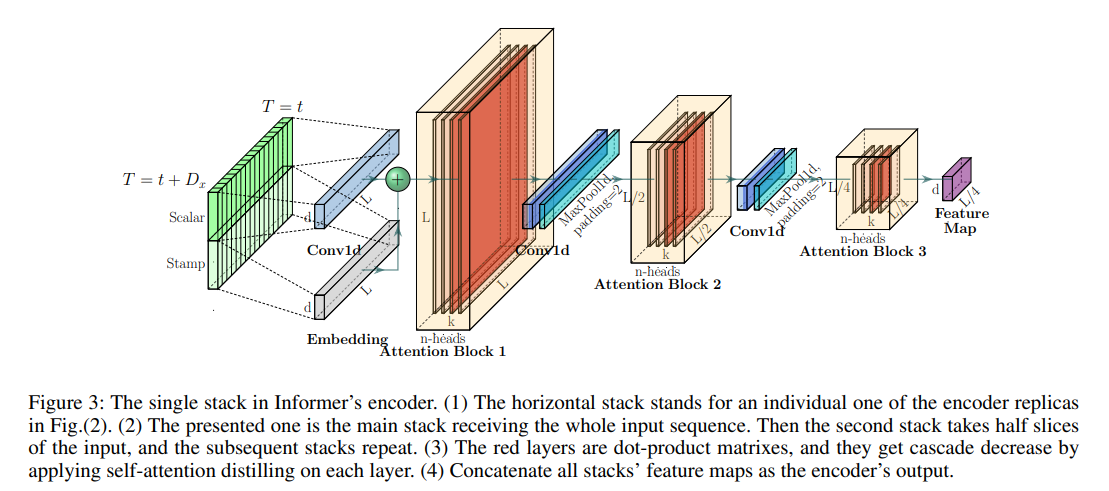 T = t
T = t + Dₓ
Scalar
Stamp
d
L
Conv1d
d
L
Embedding
L
L
k
n-heads
Attention Block 1
Conv1d
MaxPool1d,
padding=2
L/2
L/2
k
n-heads
Attention Block 2
Conv1d
MaxPool1d,
padding=2
L/4
L/4
k
n-heads
Attention Block 3
d
L/4
Feature
Map
Figure 3: The single stack in Informer's encoder. (1) The horizontal stack stands for an individual one of the encoder replicas
in Fig.(2). (2) The presented one is the main stack receiving the whole input sequence. Then the second stack takes half slices
of the input, and the subsequent stacks repeat. (3) The red layers are dot-product matrixes, and they get cascade decrease by
applying self-attention distilling on each layer. (4) Concatenate all stacks' feature maps as the encoder's output.